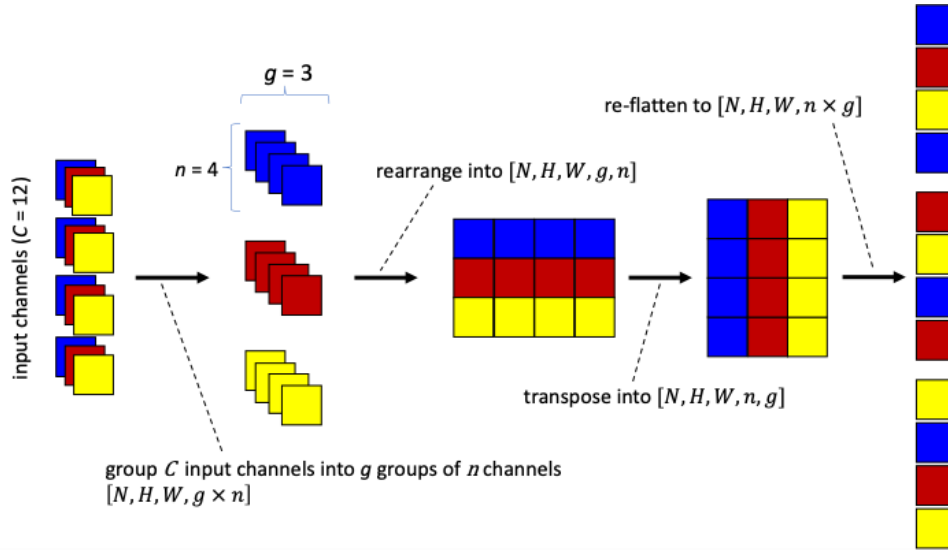 g = 3
re-flatten to [N, H, W, n × g]
n = 4
rearrange into [N, H, W, g, n]
input channels (C = 12)
transpose into [N, H, W, n, g]
group C input channels into g groups of n channels
[N, H, W, g × n]